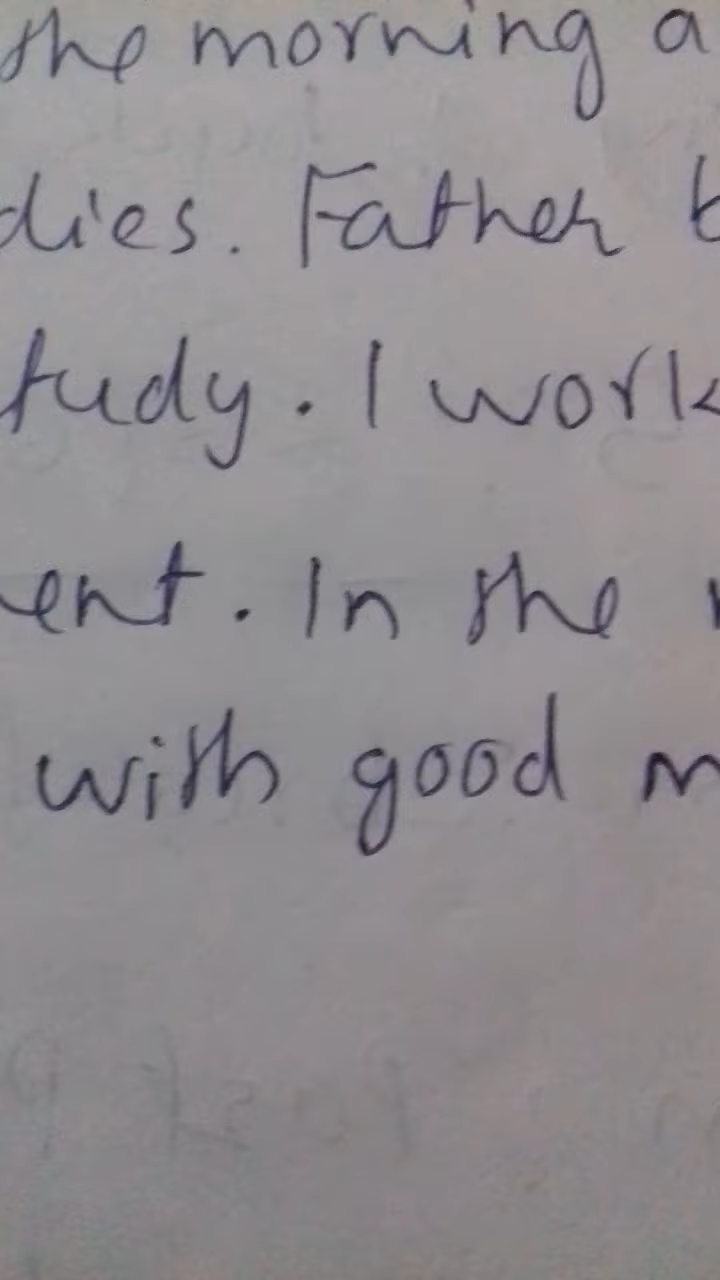 the morning a
dies. Father b
tudy. I work
ent. In the
with good m